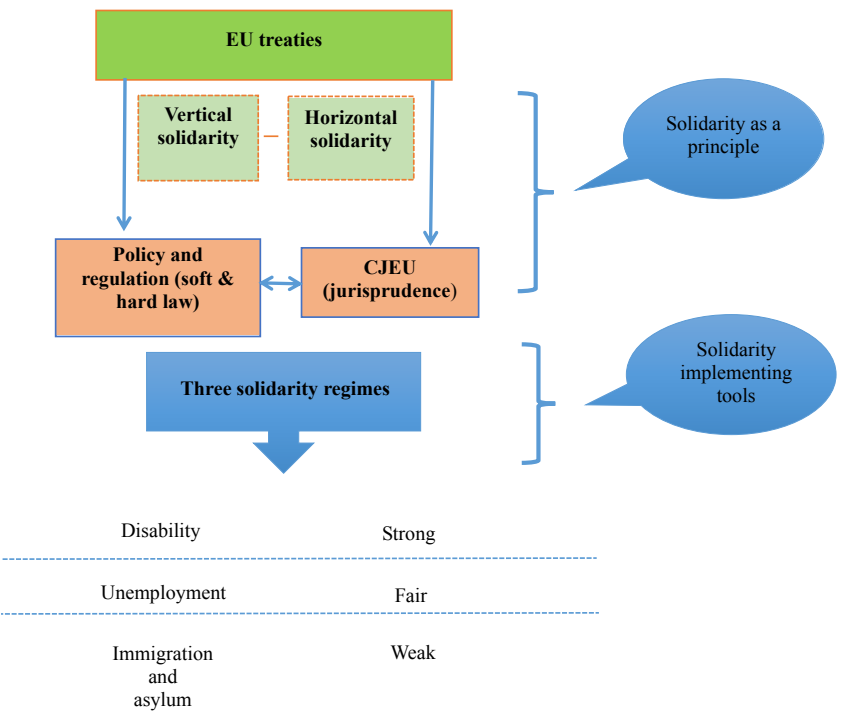 EU treaties
Vertical
solidarity
–
Horizontal
solidarity
Solidarity as a
principle
Policy and
regulation (soft &
hard law)
CJEU
(jurisprudence)
Three solidarity regimes
Solidarity
implementing
tools
Disability
Strong
Unemployment
Fair
Immigration
and
asylum
Weak